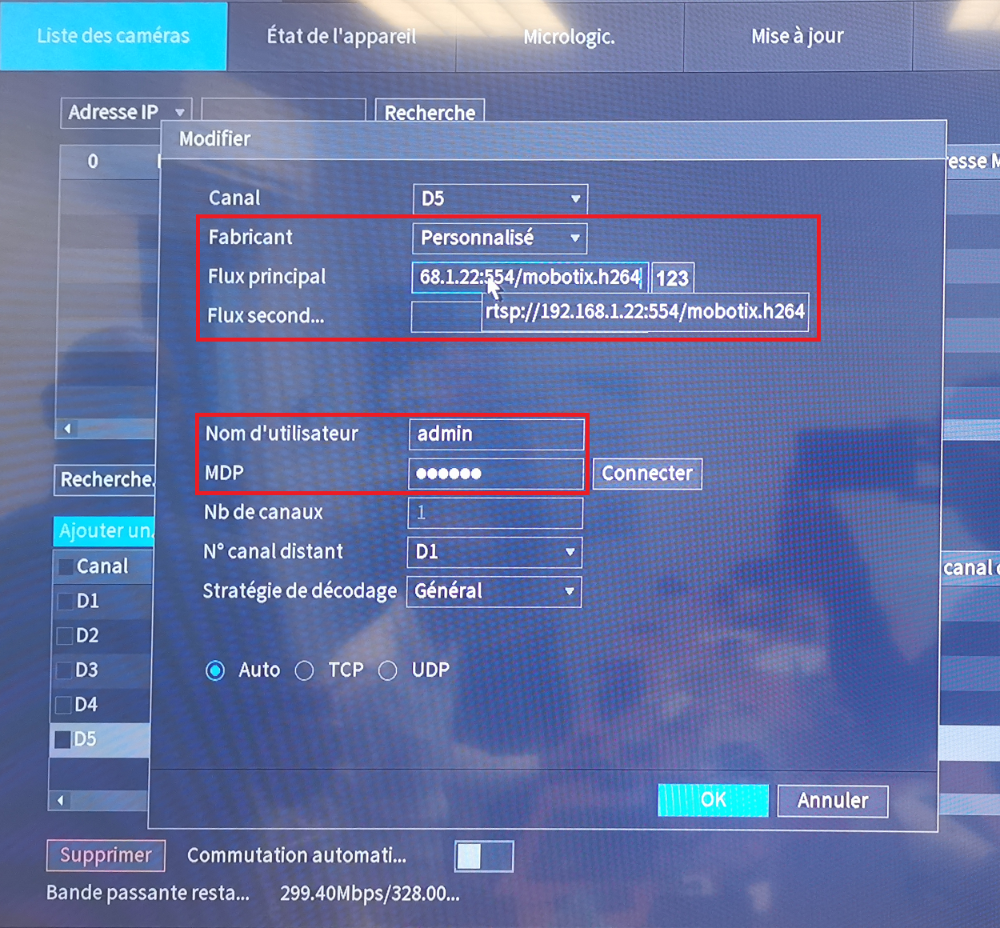 Liste des caméras
État de l'appareil
Micrologic.
Mise à jour
Adresse IP
Recherche
Modifier
0
resse M
Canal
D5
Fabricant
Personnalisé
Flux principal
68.1.22:554/mobotix.h264
123
Flux second...
rtsp://192.168.1.22:554/mobotix.h264
Nom d'utilisateur
admin
MDP
●●●●●●
Connecter
Recherche.
Nb de canaux
1
Ajouter un.
N° canal distant
D1
Canal
canal
Stratégie de décodage
Général
D1
D2
D3
Auto
TCP
UDP
D4
D5
OK
Annuler
Supprimer
Commutation automati...
Bande passante resta...
299.40Mbps/328.00...